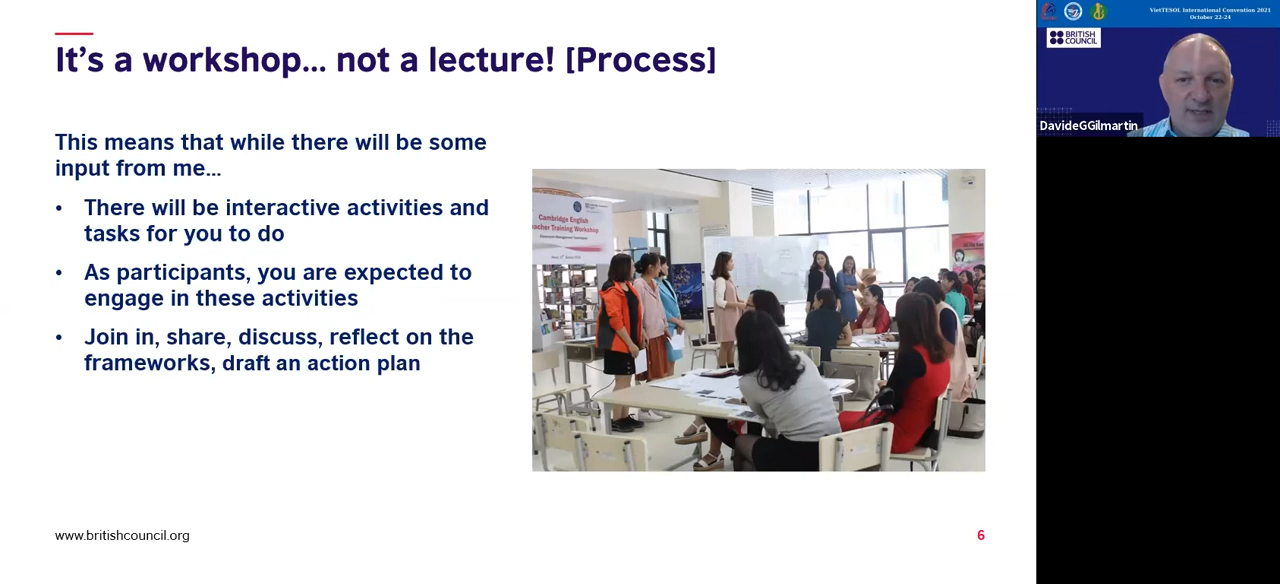 It's a workshop... not a lecture! [Process]
This means that while there will be some
input from me...
• There will be interactive activities and
tasks for you to do
• As participants, you are expected to
engage in these activities
• Join in, share, discuss, reflect on the
frameworks, draft an action plan
Cambridge English
eacher Training Workshop
www.britishcouncil.org
6
VietTESOL International Convention 2021
October 22-24
BRITISH
COUNCIL
DavideGGilmartin